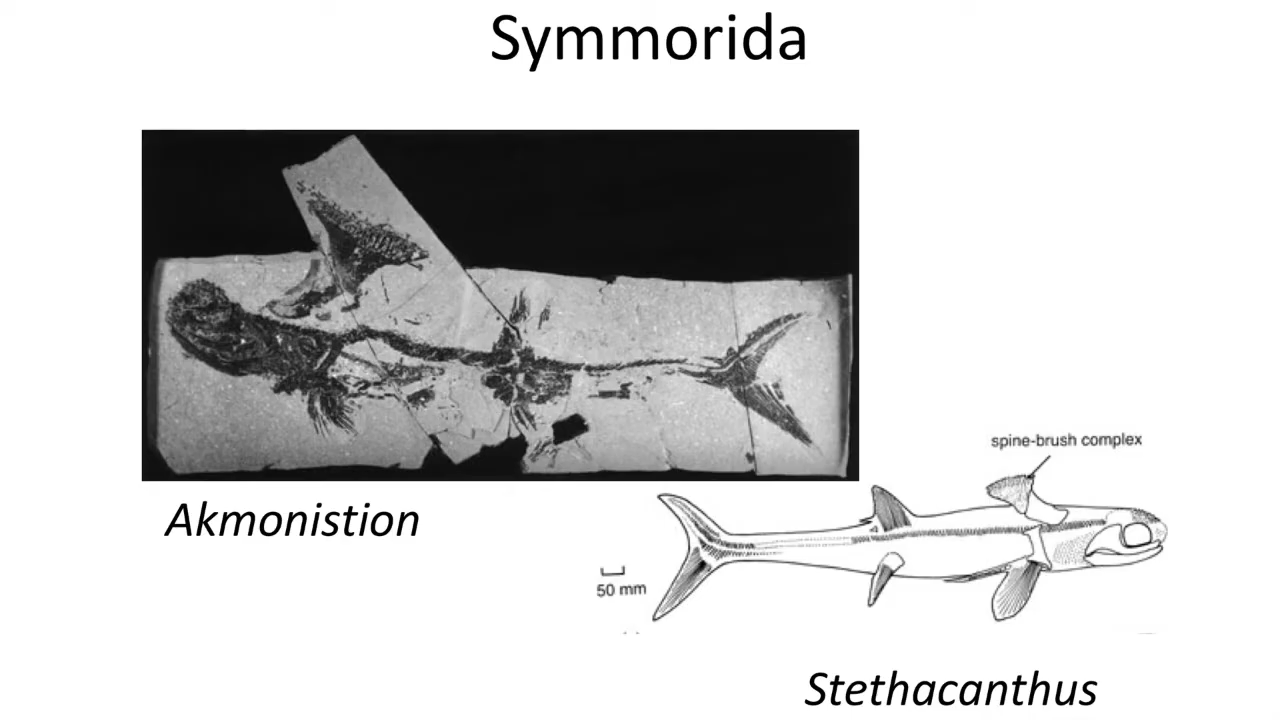 Symmorida
spine-brush complex
Akmonistion
50 mm
Stethacanthus